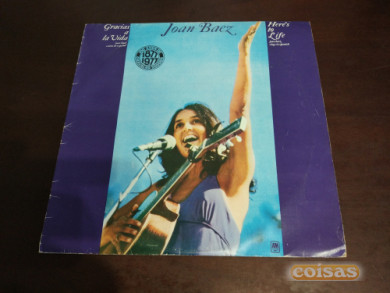 Gracias
a
la Vida
Joan Baez
Here's
to
Life
1877
1977
coisas